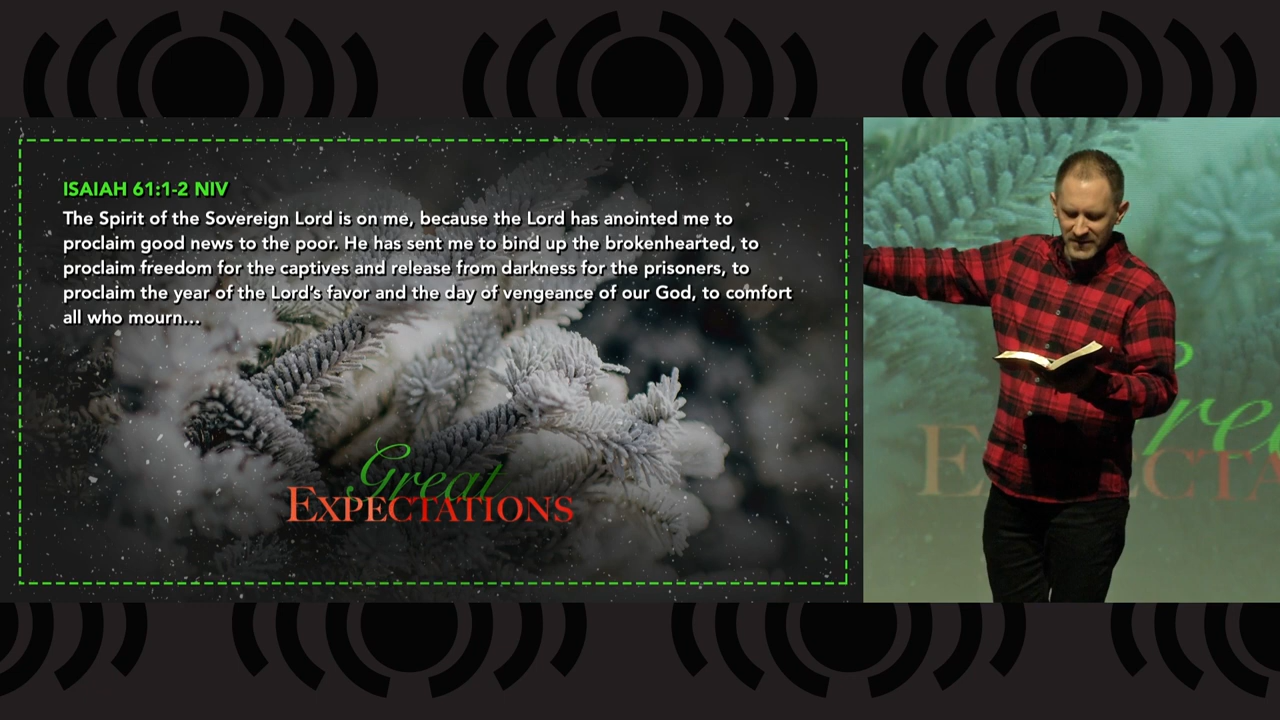 ISAIAH 61:1-2 NIV
The Spirit of the Sovereign Lord is on me, because the Lord has anointed me to
proclaim good news to the poor. He has sent me to bind up the brokenhearted, to
proclaim freedom for the captives and release from darkness for the prisoners, to
proclaim the year of the Lord's favor and the day of vengeance of our God, to comfort
all who mourn...
Great
EXPECTATIONS